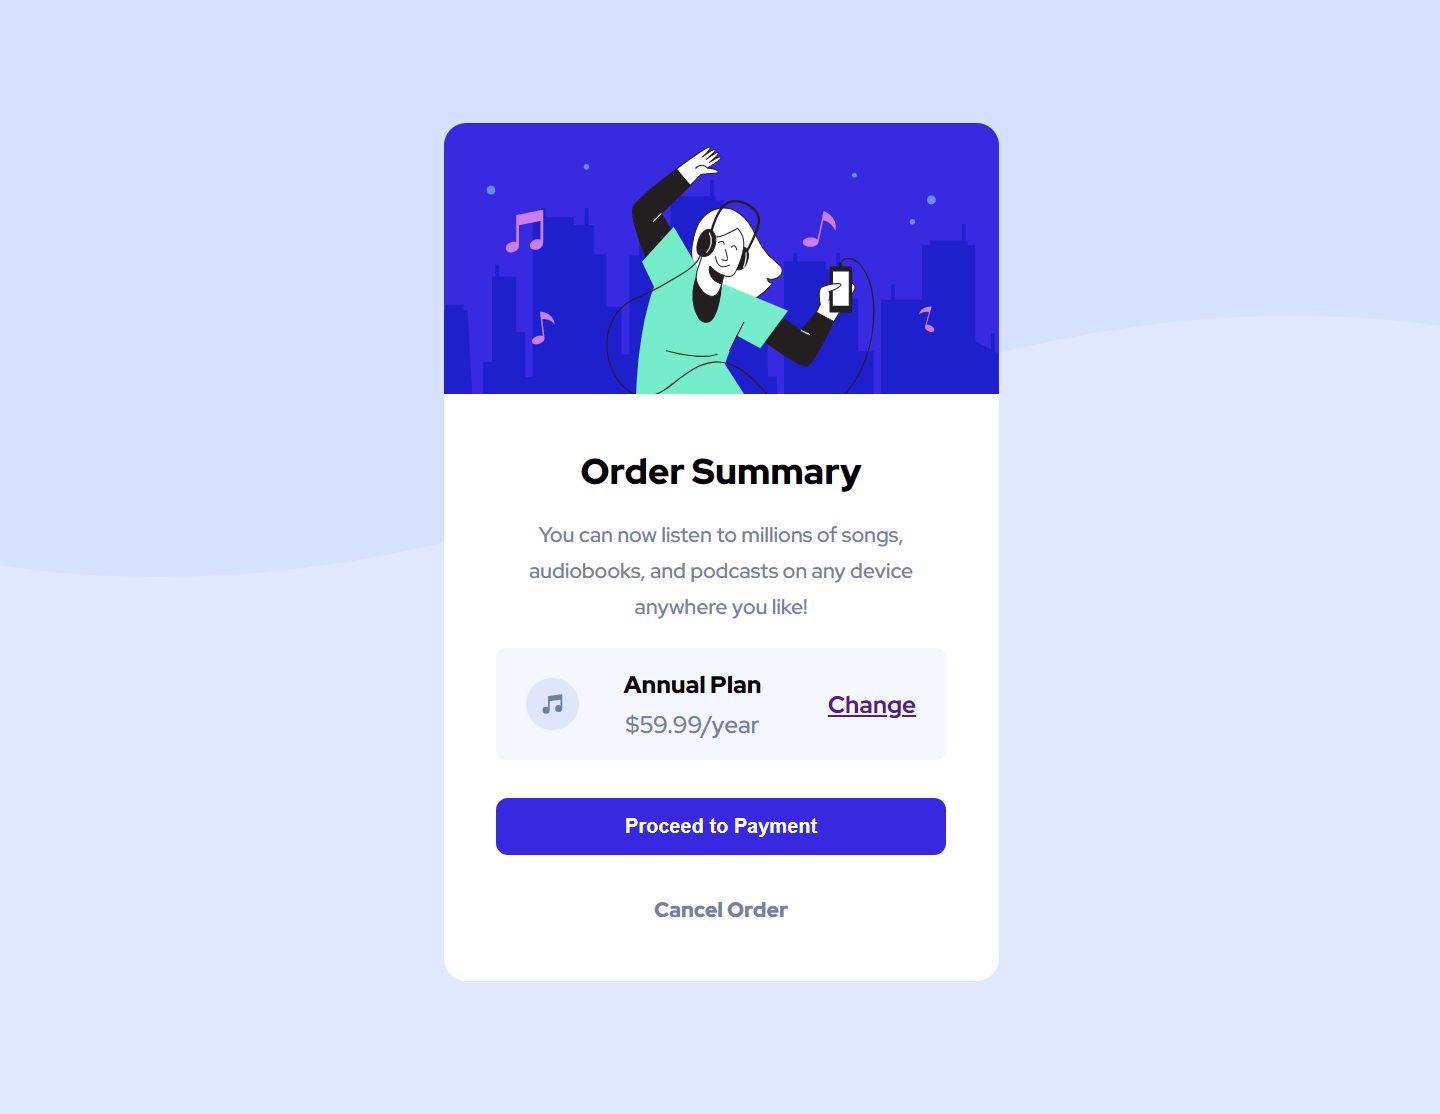 Order Summary
You can now listen to millions of songs,
audiobooks, and podcasts on any device
anywhere you like!
Annual Plan
$59.99/year
Change
Proceed to Payment
Cancel Order